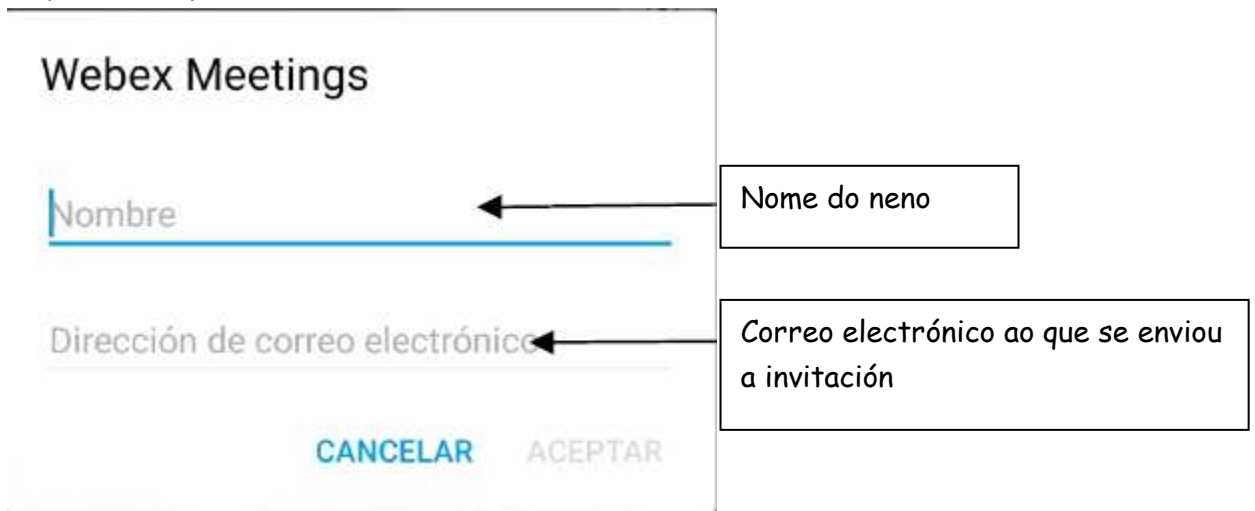 Webex Meetings
Nombre
Nome do neno
Dirección de correo electrónico
Correo electrónico ao que se enviou
a invitación
CANCELAR ACEPTAR